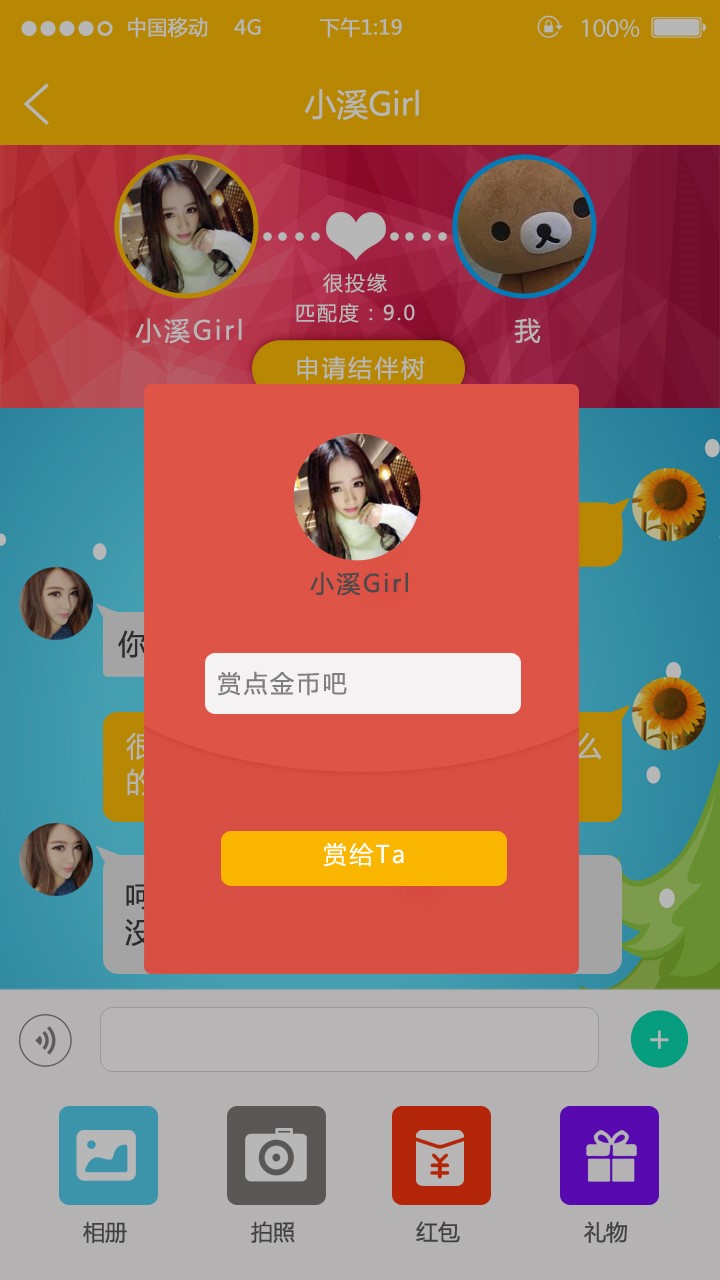 中国移动 4G 下午1:19 100%
小溪Girl
很投缘
匹配度：9.0
小溪Girl 我
申请结伴树
小溪Girl
你
赏点金币吧
很 么
的
赏给Ta
呵
没
相册 拍照 红包 礼物